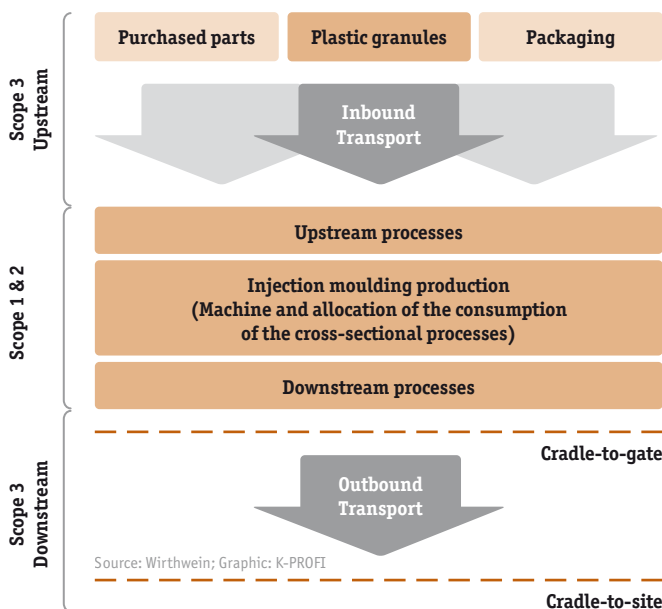 Scope 3
Upstream
Purchased parts
Plastic granules
Packaging
Inbound
Transport
Scope 1 & 2
Upstream processes
Injection moulding production
(Machine and allocation of the consumption
of the cross-sectional processes)
Downstream processes
Scope 3
Downstream
Cradle-to-gate
Outbound
Transport
Source: Wirthwein; Graphic: K-PROFI
Cradle-to-site